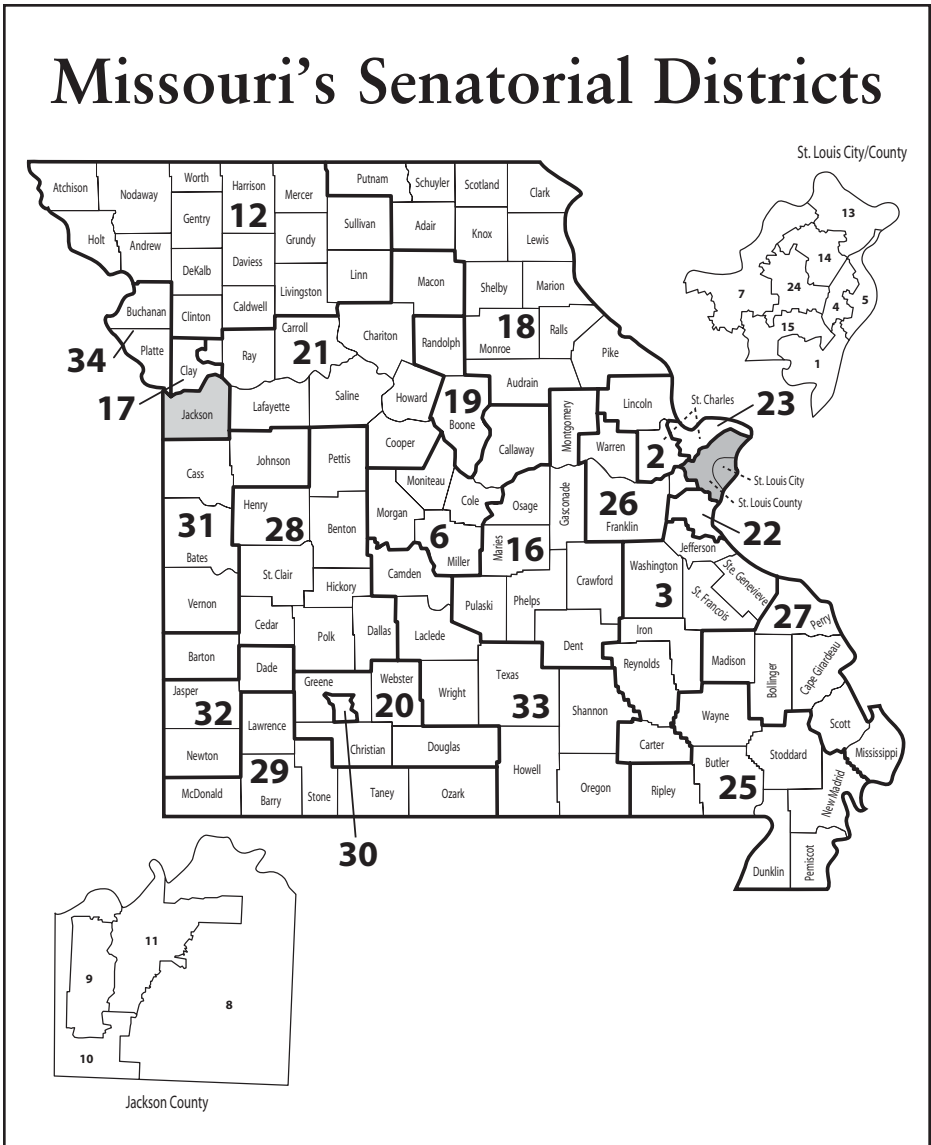 Missouri's Senatorial Districts
St. Louis City/County
Atchison
Nodaway
Worth
Harrison
Mercer
Putnam
Schuyler
Scotland
Clark
12
Gentry
Sullivan
Adair
Knox
Lewis
Holt
Andrew
Grundy
DeKalb
Daviess
Linn
Macon
Shelby
Marion
Livingston
Buchanan
Clinton
Caldwell
Carroll
Chariton
Randolph
18
Monroe
Ralls
Pike
34
Platte
Clay
Ray
21
17
Jackson
Lafayette
Saline
Howard
19
Boone
Audrain
Montgomery
Lincoln
St. Charles
23
Cooper
Callaway
Warren
2
St. Louis City
St. Louis County
Cass
Johnson
Pettis
Moniteau
Cole
Osage
Gasconade
26
Franklin
22
Jefferson
31
Bates
Henry
28
Benton
Morgan
6
Miller
Maries
16
St. Clair
Hickory
Camden
Crawford
Washington
3
Ste. Genevieve
St. Francois
27
Perry
Vernon
Cedar
Polk
Dallas
Laclede
Pulaski
Phelps
Dent
Iron
Barton
Dade
Greene
Webster
20
Wright
Texas
33
Shannon
Reynolds
Madison
Bollinger
Cape Girardeau
Jasper
32
Lawrence
Newton
Christian
Douglas
Howell
Carter
Wayne
Scott
Mississippi
29
Barry
McDonald
Stone
Taney
Ozark
Oregon
Ripley
Butler
25
Stoddard
New Madrid
30
Dunklin
Pemiscot
13
14
7
24
4
5
15
1
11
9
8
10
Jackson County